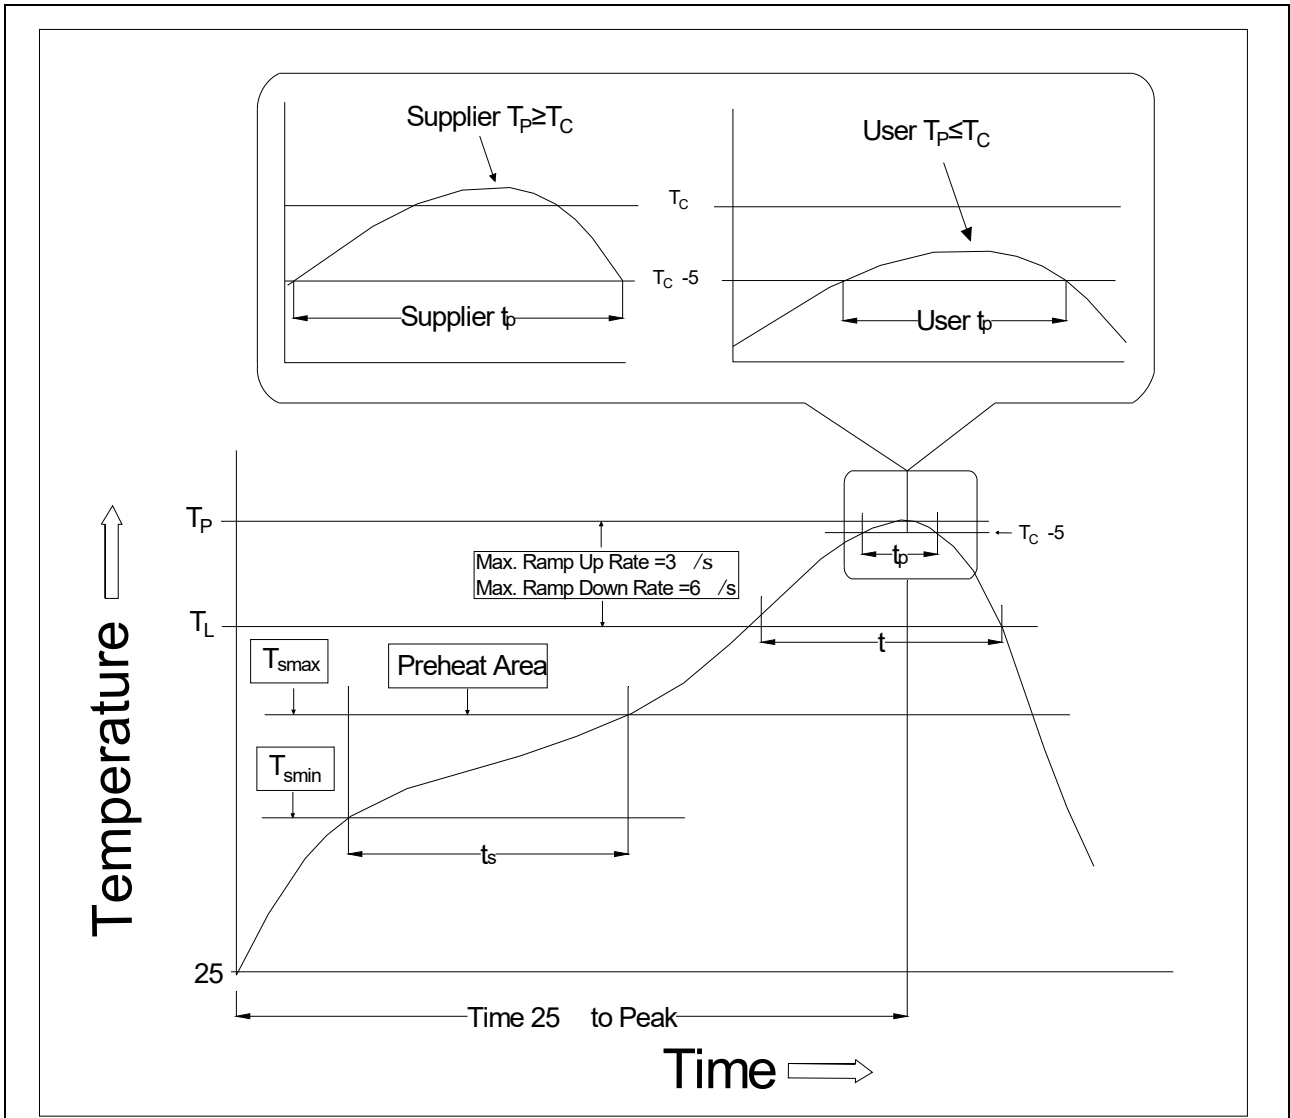 Supplier TP≥TC
User TP≤TC
TC
TC -5
Supplier tp
User tp
TP
TC -5
tp
Max. Ramp Up Rate =3 /s
Max. Ramp Down Rate =6 /s
TL
t
Tsmax
Preheat Area
Tsmin
ts
Temperature
25
Time 25 to Peak
Time